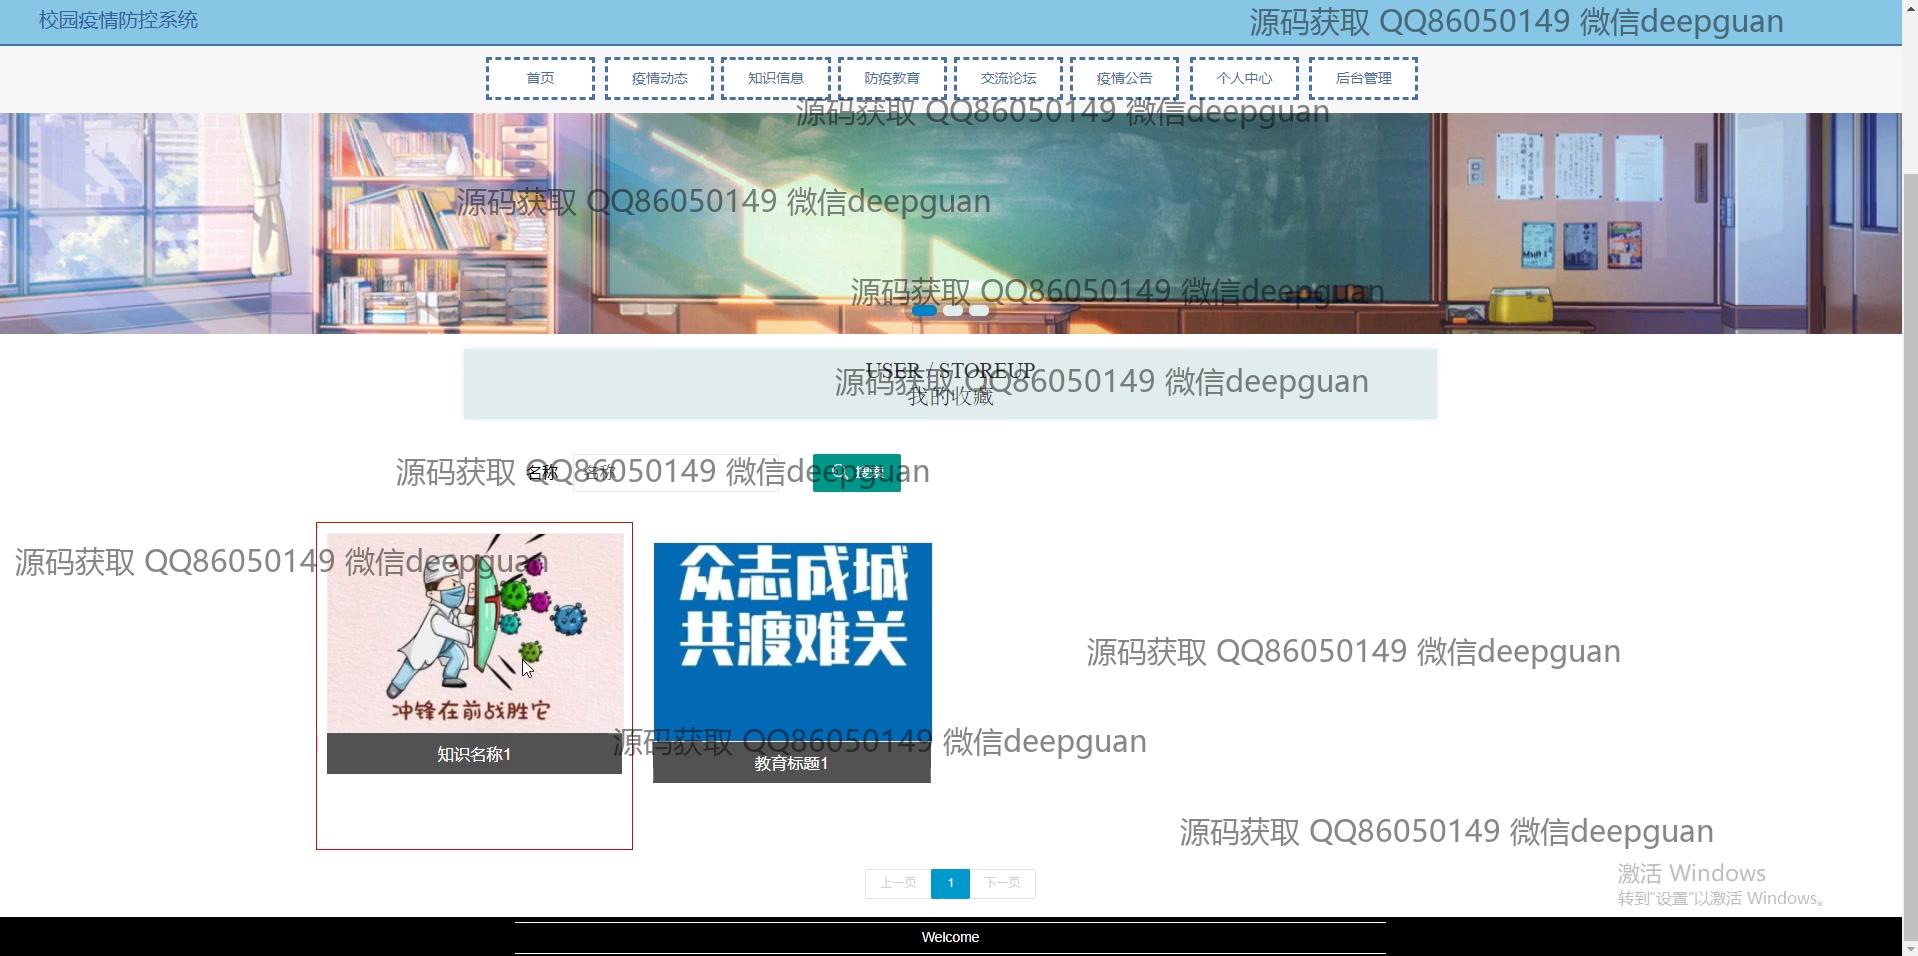 校园疫情防控系统
源码获取 QQ86050149 微信deepguan
首页 疫情动态 知识信息 防疫教育 交流论坛 疫情公告 个人中心 后台管理
源码获取 QQ86050149 微信deepguan
源码获取 QQ86050149 微信deepguan
源码获取 QQ86050149 微信deepguan
USER / STOREUP
源码获取 QQ86050149 微信deepguan
我的收藏
源码获取 QQ86050149 微信deepguan
名称 名称 搜索
源码获取 QQ86050149 微信deepguan
众志成城
共渡难关
源码获取 QQ86050149 微信deepguan
冲锋在前战胜它
源码获取 QQ86050149 微信deepguan
知识名称1
教育标题1
源码获取 QQ86050149 微信deepguan
激活 Windows
转到"设置"以激活 Windows。
上一页 1 下一页
Welcome